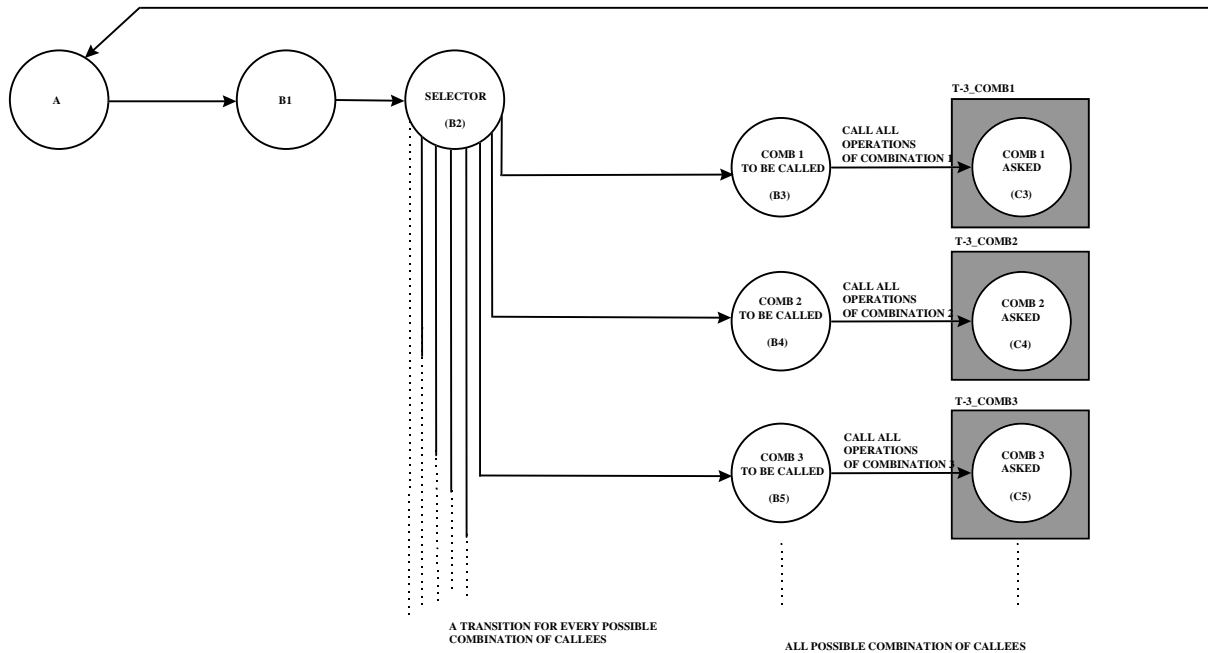 A
B1
SELECTOR
(B2)
T-3_COMB1
COMB 1
TO BE CALLED
(B3)
CALL ALL
OPERATIONS
OF COMBINATION 1
COMB 1
ASKED
(C3)
T-3_COMB2
COMB 2
TO BE CALLED
(B4)
CALL ALL
OPERATIONS
OF COMBINATION 2
COMB 2
ASKED
(C4)
T-3_COMB3
COMB 3
TO BE CALLED
(B5)
CALL ALL
OPERATIONS
OF COMBINATION 3
COMB 3
ASKED
(C5)
A TRANSITION FOR EVERY POSSIBLE
COMBINATION OF CALLEES
ALL POSSIBLE COMBINATION OF CALLEES